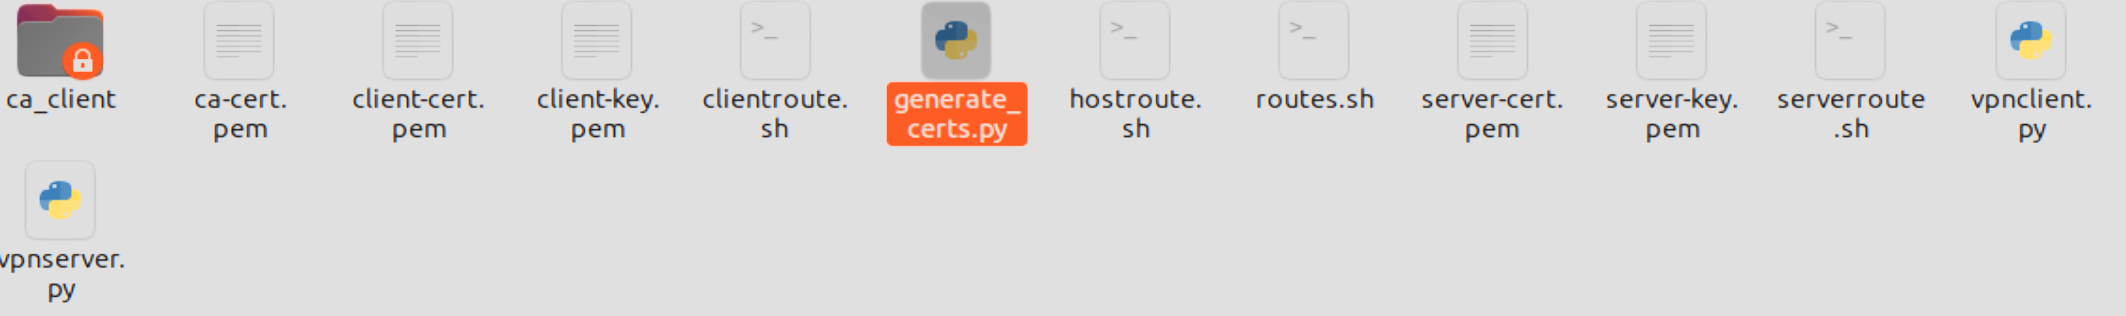 ca_client
ca-cert.
pem
client-cert.
pem
client-key.
pem
clientroute.
sh
generate_
certs.py
hostroute.
sh
routes.sh
server-cert.
pem
server-key.
pem
serverroute
.sh
vpnclient.
py
vpnserver.
py